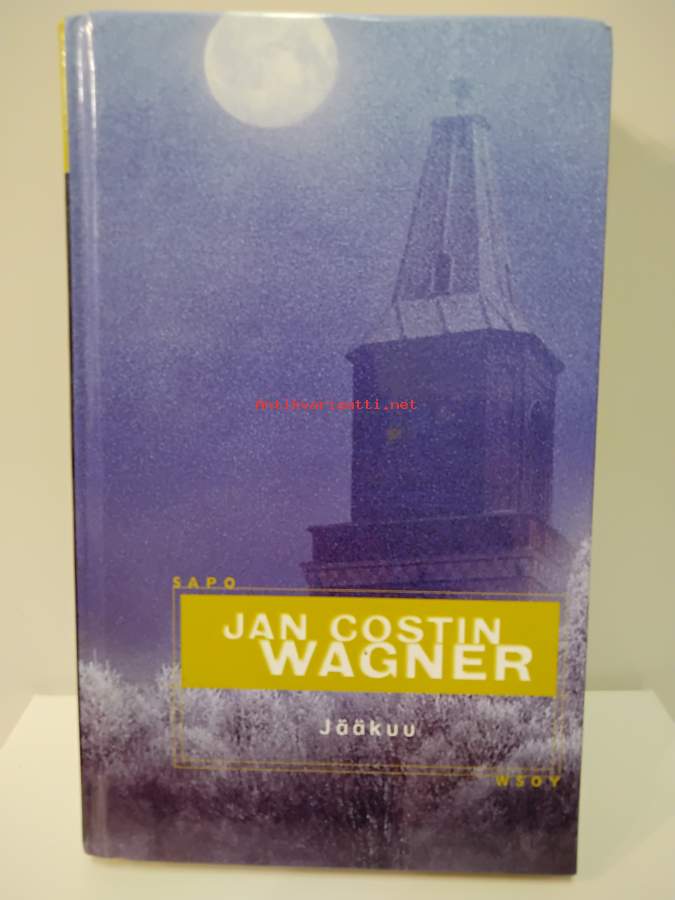 Antikvariaatti.net
SAPO
JAN COSTIN
WAGNER
Jääkuu
WSOY